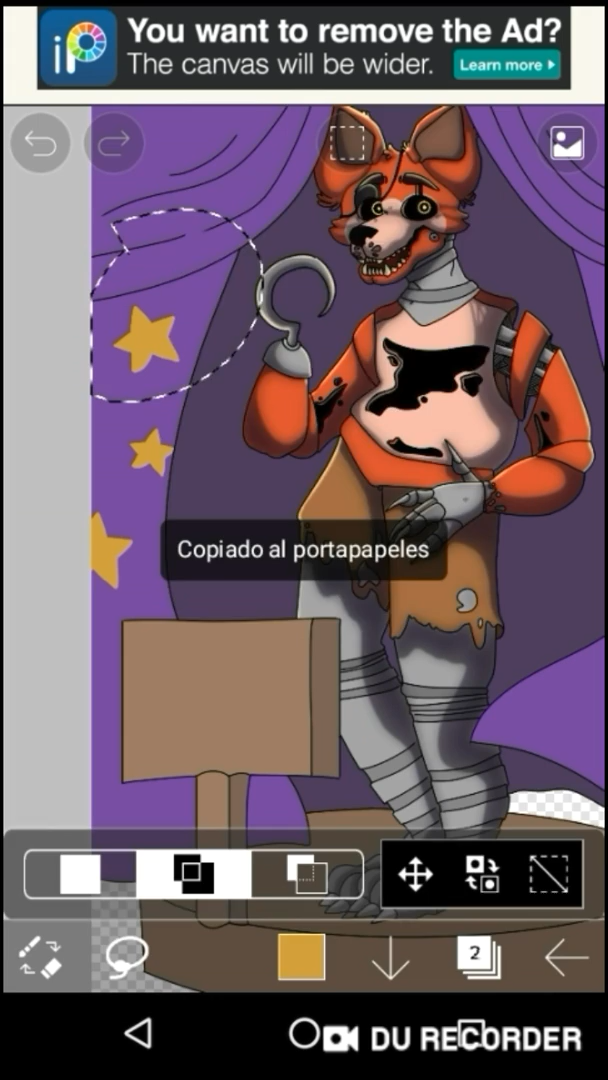 iP
You want to remove the Ad?
The canvas will be wider.
Learn more
Copiado al portapapeles
2
DU RECORDER